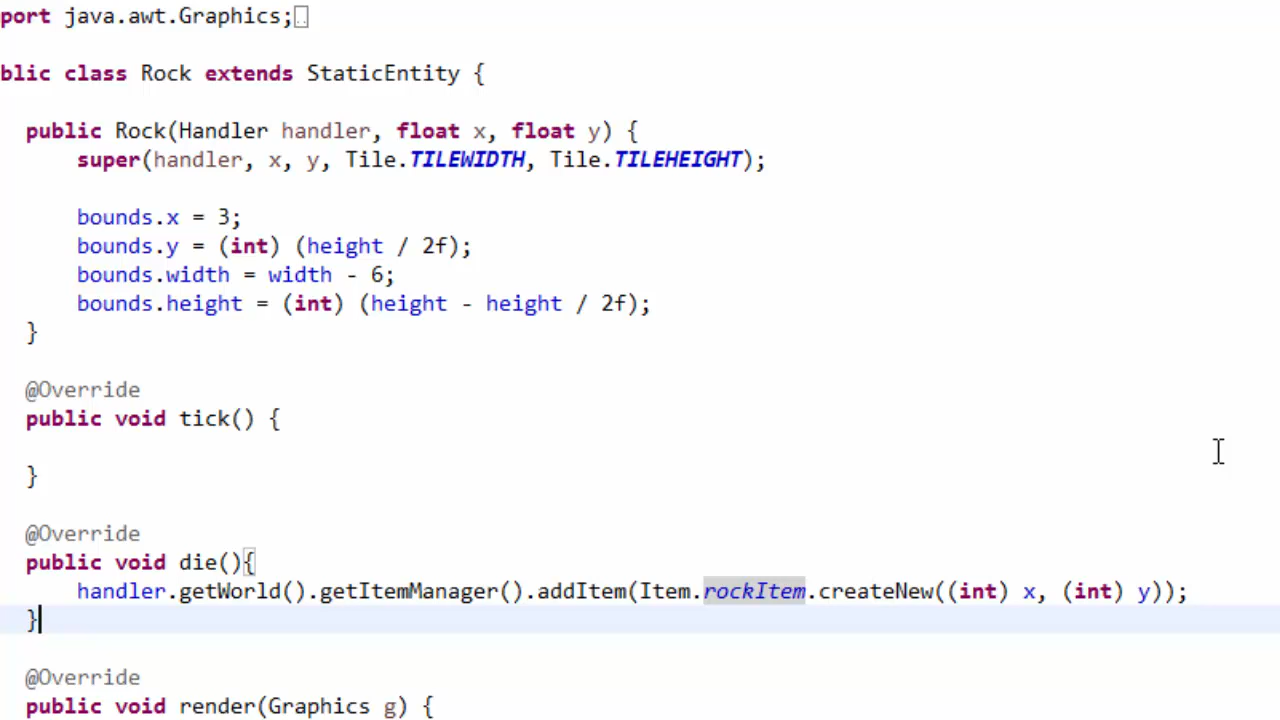 port java.awt.Graphics;
blic class Rock extends StaticEntity {
public Rock(Handler handler, float x, float y) {
super(handler, x, y, Tile.TILEWIDTH, Tile.TILEHEIGHT);
bounds.x = 3;
bounds.y = (int) (height / 2f);
bounds.width = width - 6;
bounds.height = (int) (height - height / 2f);
}
@Override
public void tick() {
}
@Override
public void die(){
handler.getWorld().getItemManager().addItem(Item.rockItem.createNew((int) x, (int) y));
}
@Override
public void render(Graphics g) {